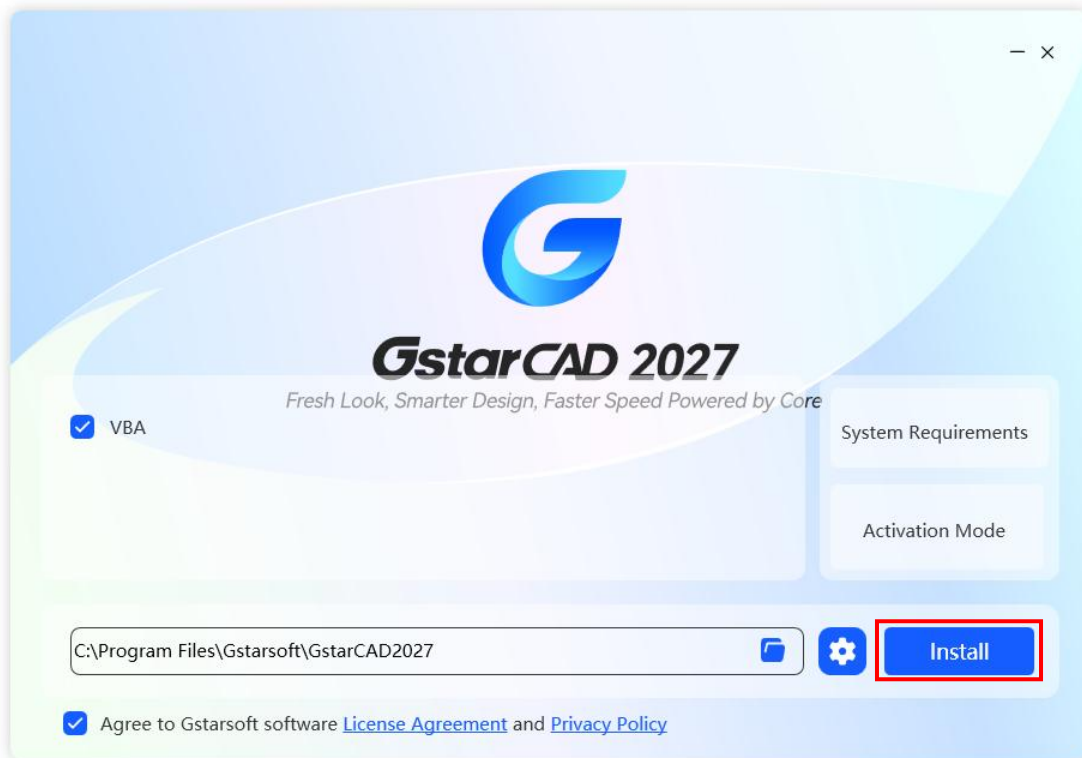 GstarCAD 2027
Fresh Look, Smarter Design, Faster Speed Powered by Core
VBA
System Requirements
Activation Mode
C:\Program Files\Gstarsoft\GstarCAD2027
Install
Agree to Gstarsoft software License Agreement and Privacy Policy